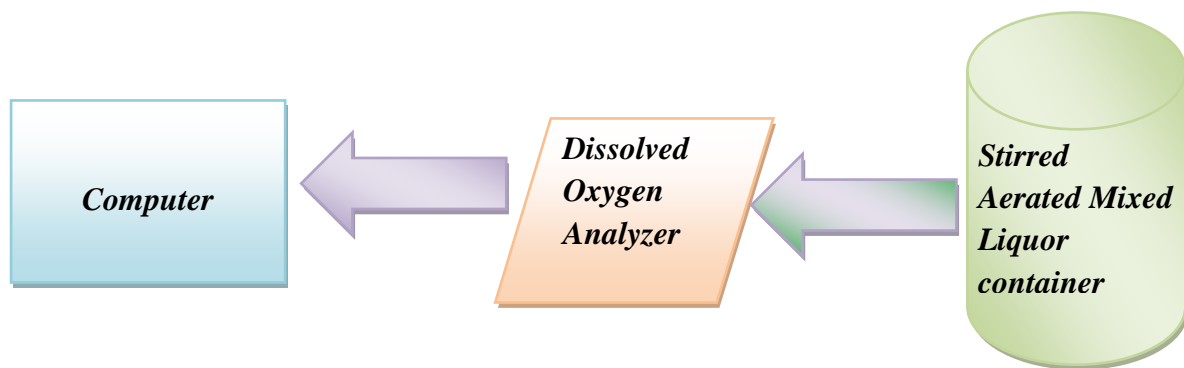 Computer
Dissolved
Oxygen
Analyzer
Stirred
Aerated Mixed
Liquor
container